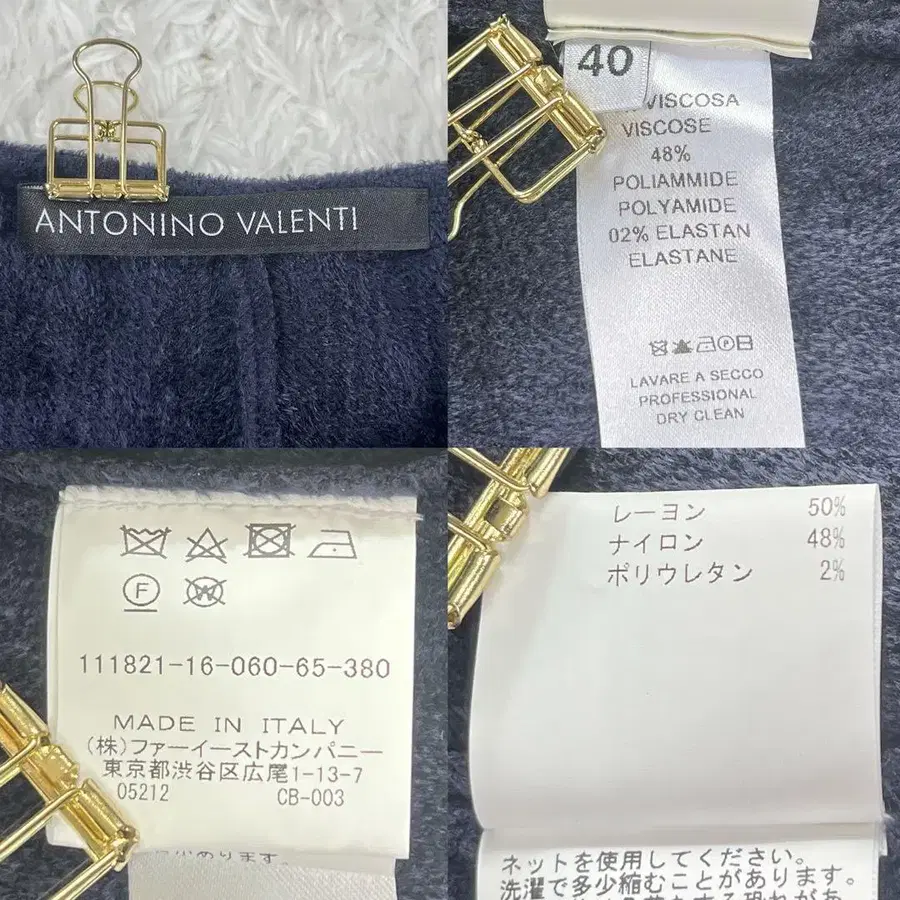 ANTONINO VALENTI
40
VISCOSA
VISCOSE
48%
POLIAMMIDE
POLYAMIDE
02% ELASTAN
ELASTANE
LAVARE A SECCO
PROFESSIONAL
DRY CLEAN
F
W
111821-16-060-65-380
MADE IN ITALY
(株)ファーイーストカンパニー
東京都渋谷区広尾1-13-7
05212 CB-003
レーヨン 50%
ナイロン 48%
ポリウレタン 2%
ネットを使用してください。
洗濯で多少縮むことがあります。